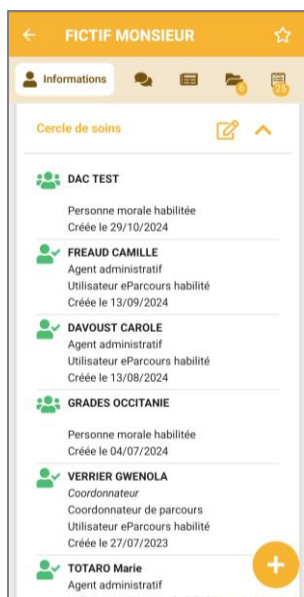 FICTIF MONSIEUR
Informations
6
25
Cercle de soins
DAC TEST
Personne morale habilitée
Créée le 29/10/2024
FREAUD CAMILLE
Agent administratif
Utilisateur eParcours habilité
Créée le 13/09/2024
DAVOUST CAROLE
Agent administratif
Utilisateur eParcours habilité
Créée le 13/08/2024
GRADES OCCITANIE
Personne morale habilitée
Créée le 04/07/2024
VERRIER GWENOLA
Coordonnateur
Coordonnateur de parcours
Utilisateur eParcours habilité
Créée le 27/07/2023
TOTARO Marie
Agent administratif